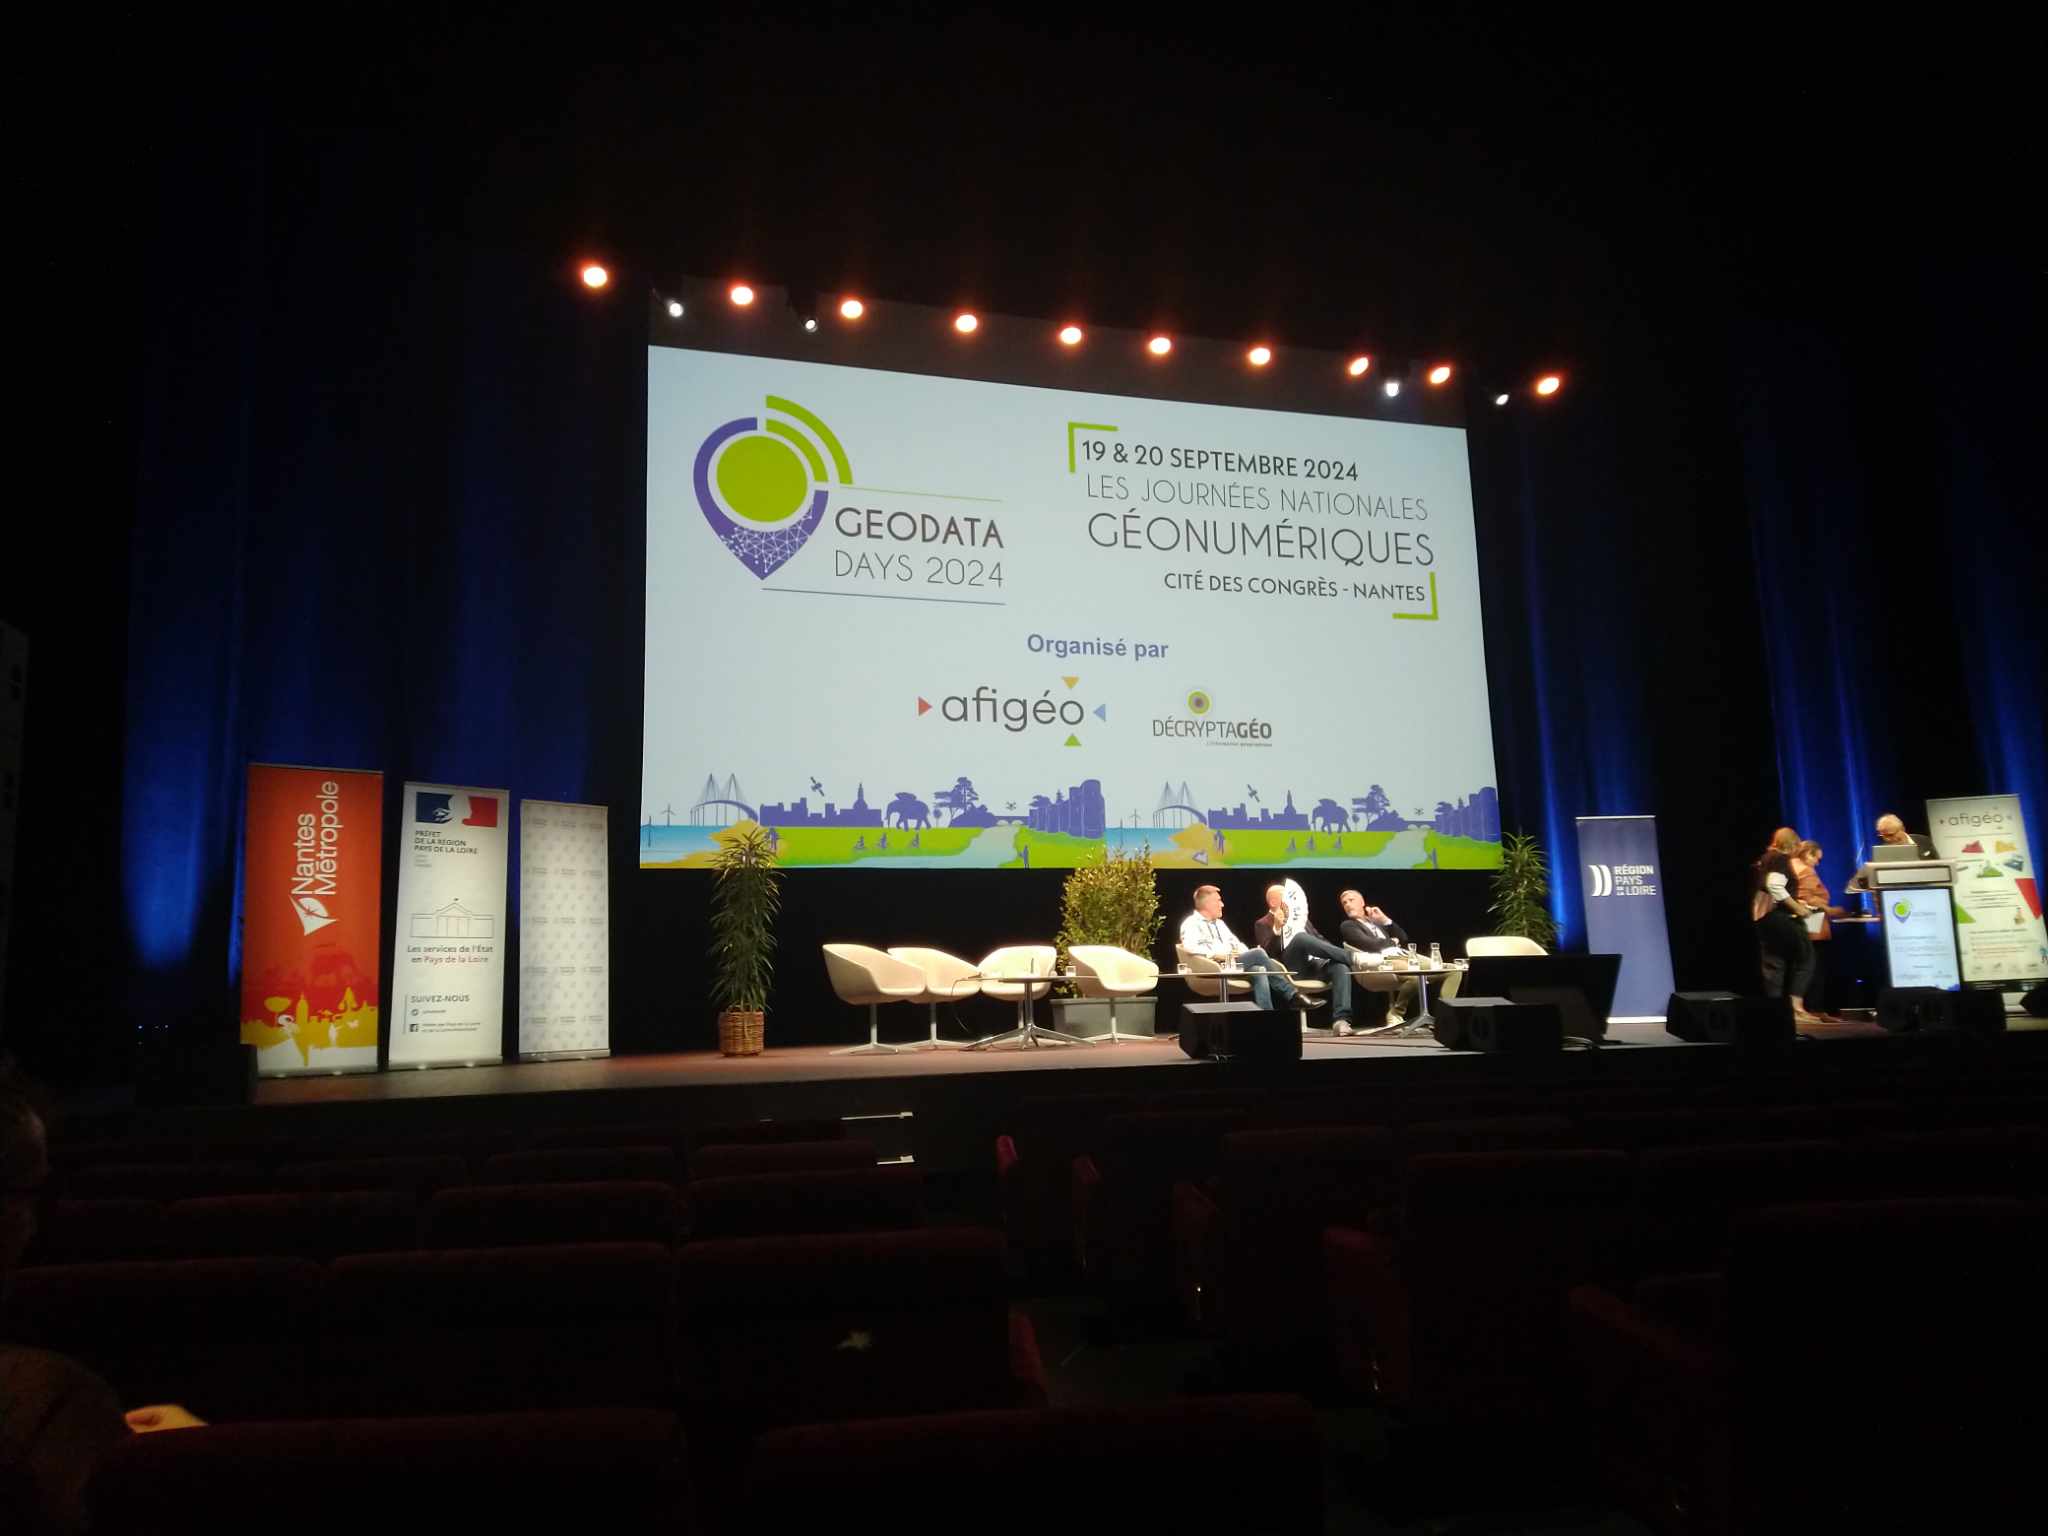 GEODATA
DAYS 2024
19 & 20 SEPTEMBRE 2024
LES JOURNÉES NATIONALES
GÉONUMÉRIQUES
CITÉ DES CONGRÈS - NANTES
Organisé par
afigéo
DÉCRYPTAGÉO
Nantes
Métropole
PRÉFET
DE LA RÉGION
PAYS DE LA LOIRE
Les services de l'État
en Pays de la Loire
SUIVEZ-NOUS
RÉGION
PAYS
DE LA LOIRE
afigéo